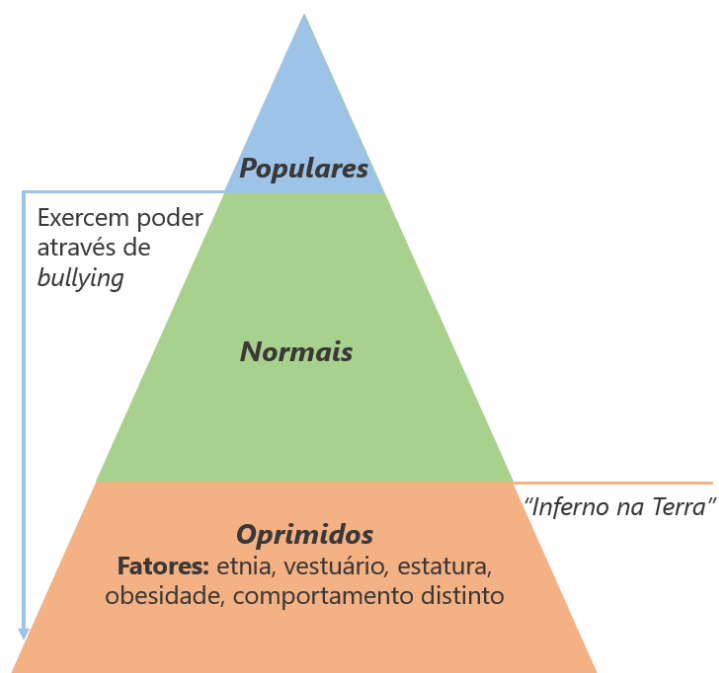 Populares
Exercem poder
através de
bullying
Normais
"Inferno na Terra"
Oprimidos
Fatores: etnia, vestuário, estatura,
obesidade, comportamento distinto